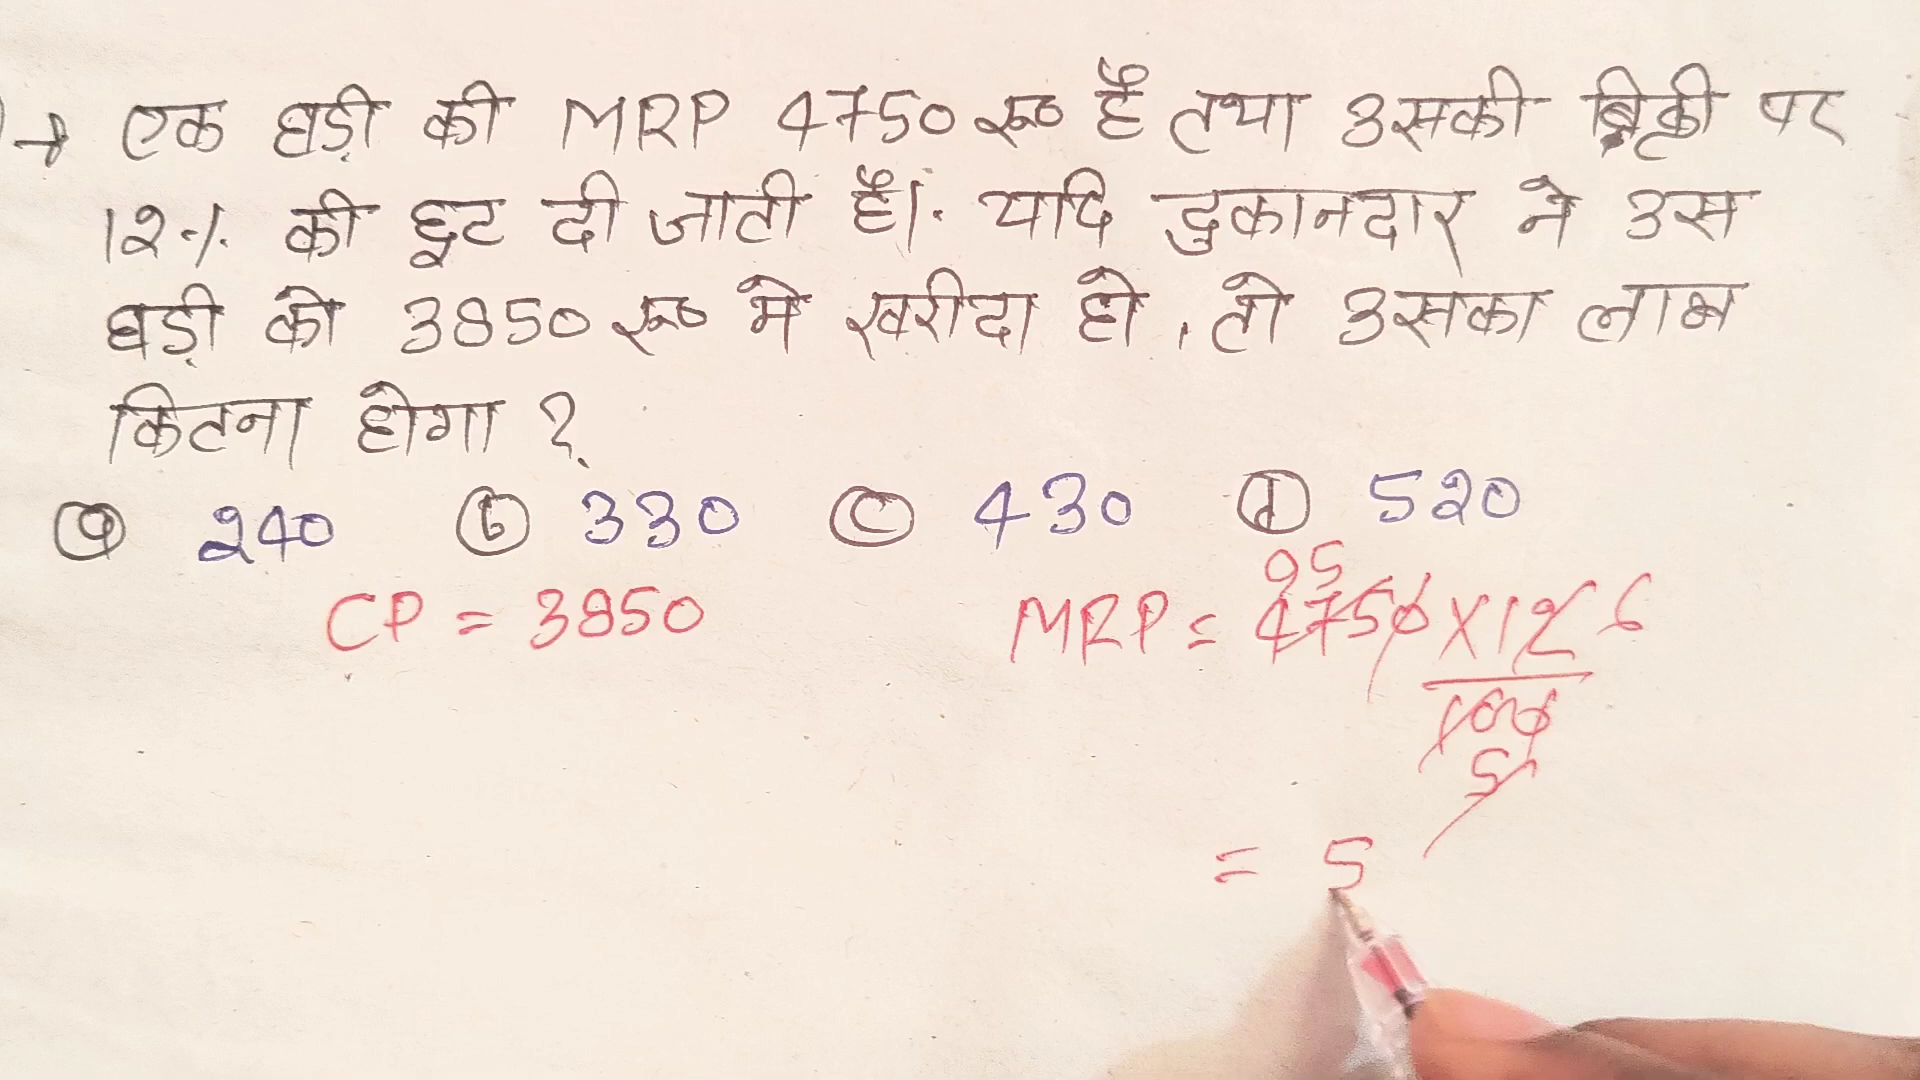 → एक घड़ी की MRP 4750 रू० है तथा उसकी बिक्री पर
12% की छूट दी जाती है। यदि दुकानदार ने उस
घड़ी को 3850 रू० मे खरीदा हो, तो उसका लाभ
कितना होगा ?
(a) 240 (b) 330 (c) 430 (d) 520
95
CP = 3850 MRP = 4750 X 12 6
100
5
= 5